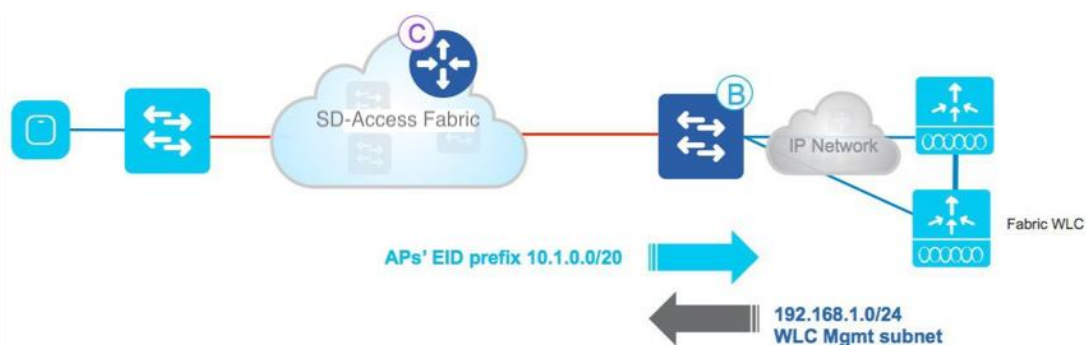 C
SD-Access Fabric
B
IP Network
Fabric WLC
APs' EID prefix 10.1.0.0/20
192.168.1.0/24
WLC Mgmt subnet